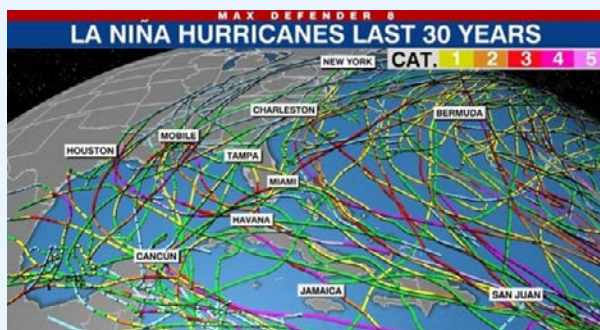 MAX DEFENDER 8
LA NIÑA HURRICANES LAST 30 YEARS
NEW YORK
CAT. 1 2 3 4 5
CHARLESTON
BERMUDA
MOBILE
HOUSTON
TAMPA
MIAMI
HAVANA
CANCÚN
JAMAICA
SAN JUAN